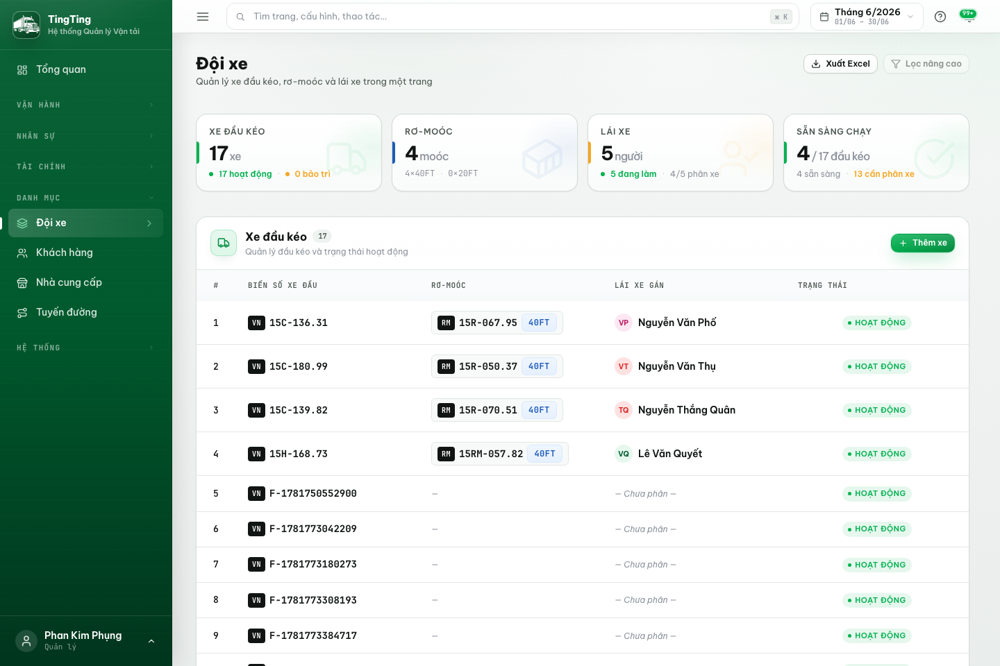 TingTing
Hệ thống Quản lý Vận tải
Tổng quan
VẬN HÀNH
NHÂN SỰ
TÀI CHÍNH
DANH MỤC
Đội xe
Khách hàng
Nhà cung cấp
Tuyến đường
HỆ THỐNG
Phan Kim Phụng
Quản lý
Tìm trang, cấu hình, thao tác...
⌘ K
Tháng 6/2026
01/06 – 30/06
99+
Đội xe
Quản lý xe đầu kéo, rơ-moóc và lái xe trong một trang
Xuất Excel
Lọc nâng cao
XE ĐẦU KÉO
17 xe
17 hoạt động · 0 bảo trì
RƠ-MOÓC
4 moóc
4×40FT · 0×20FT
LÁI XE
5 người
5 đang làm · 4/5 phân xe
SẴN SÀNG CHẠY
4 / 17 đầu kéo
4 sẵn sàng · 13 cần phân xe
Xe đầu kéo 17
Quản lý đầu kéo và trạng thái hoạt động
Thêm xe
# BIỂN SỐ XE ĐẦU RƠ-MOÓC LÁI XE GÁN TRẠNG THÁI
1 VN 15C-136.31 RM 15R-067.95 40FT VP Nguyễn Văn Phố HOẠT ĐỘNG
2 VN 15C-180.99 RM 15R-050.37 40FT VT Nguyễn Văn Thụ HOẠT ĐỘNG
3 VN 15C-139.82 RM 15R-070.51 40FT TQ Nguyễn Thắng Quân HOẠT ĐỘNG
4 VN 15H-168.73 RM 15RM-057.82 40FT VQ Lê Văn Quyết HOẠT ĐỘNG
5 VN F-1781750552900 — — Chưa phân — HOẠT ĐỘNG
6 VN F-1781773042209 — — Chưa phân — HOẠT ĐỘNG
7 VN F-1781773180273 — — Chưa phân — HOẠT ĐỘNG
8 VN F-1781773308193 — — Chưa phân — HOẠT ĐỘNG
9 VN F-1781773384717 — — Chưa phân — HOẠT ĐỘNG